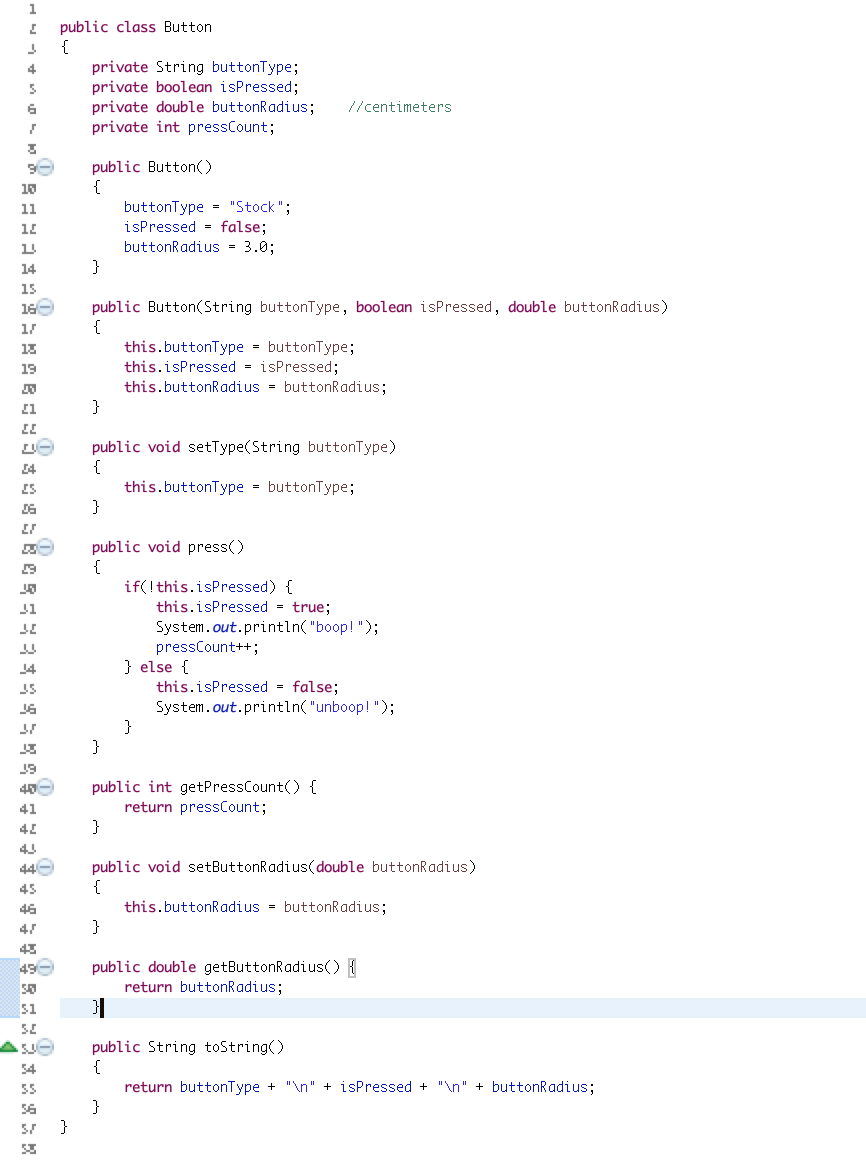 1
2 public class Button
3 {
4     private String buttonType;
5     private boolean isPressed;
6     private double buttonRadius;    //centimeters
7     private int pressCount;
8
9     public Button()
10     {
11         buttonType = "Stock";
12         isPressed = false;
13         buttonRadius = 3.0;
14     }
15
16     public Button(String buttonType, boolean isPressed, double buttonRadius)
17     {
18         this.buttonType = buttonType;
19         this.isPressed = isPressed;
20         this.buttonRadius = buttonRadius;
21     }
22
23     public void setType(String buttonType)
24     {
25         this.buttonType = buttonType;
26     }
27
28     public void press()
29     {
30         if(!this.isPressed) {
31             this.isPressed = true;
32             System.out.println("boop!");
33             pressCount++;
34         } else {
35             this.isPressed = false;
36             System.out.println("unboop!");
37         }
38     }
39
40     public int getPressCount() {
41         return pressCount;
42     }
43
44     public void setButtonRadius(double buttonRadius)
45     {
46         this.buttonRadius = buttonRadius;
47     }
48
49     public double getButtonRadius() {
50         return buttonRadius;
51     }
52
53     public String toString()
54     {
55         return buttonType + "\n" + isPressed + "\n" + buttonRadius;
56     }
57 }
58